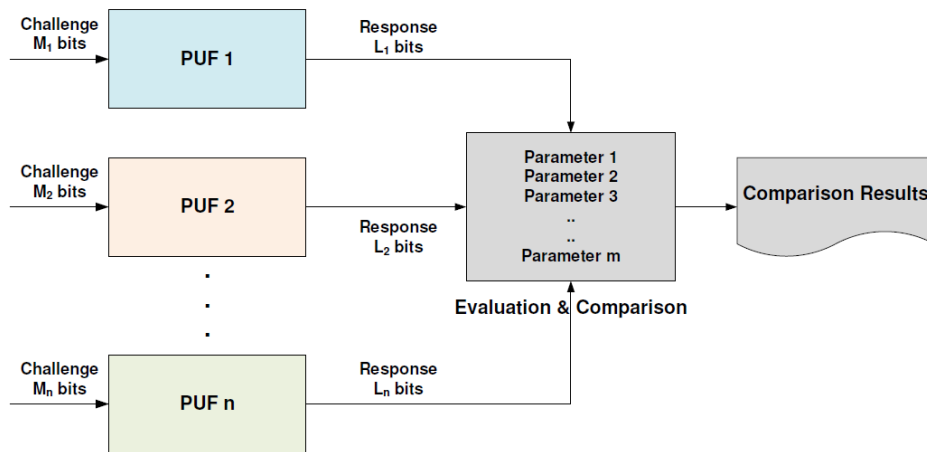 Challenge
M₁ bits
PUF 1
Response
L₁ bits
Challenge
M₂ bits
PUF 2
Response
L₂ bits
.
.
.
Challenge
Mₙ bits
PUF n
Response
Lₙ bits
Parameter 1
Parameter 2
Parameter 3
..
..
Parameter m
Evaluation & Comparison
Comparison Results